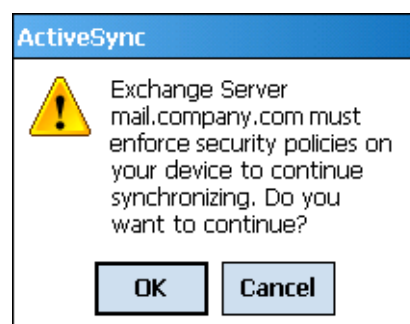 ActiveSync
Exchange Server
mail.company.com must
enforce security policies on
your device to continue
synchronizing. Do you
want to continue?
OK Cancel